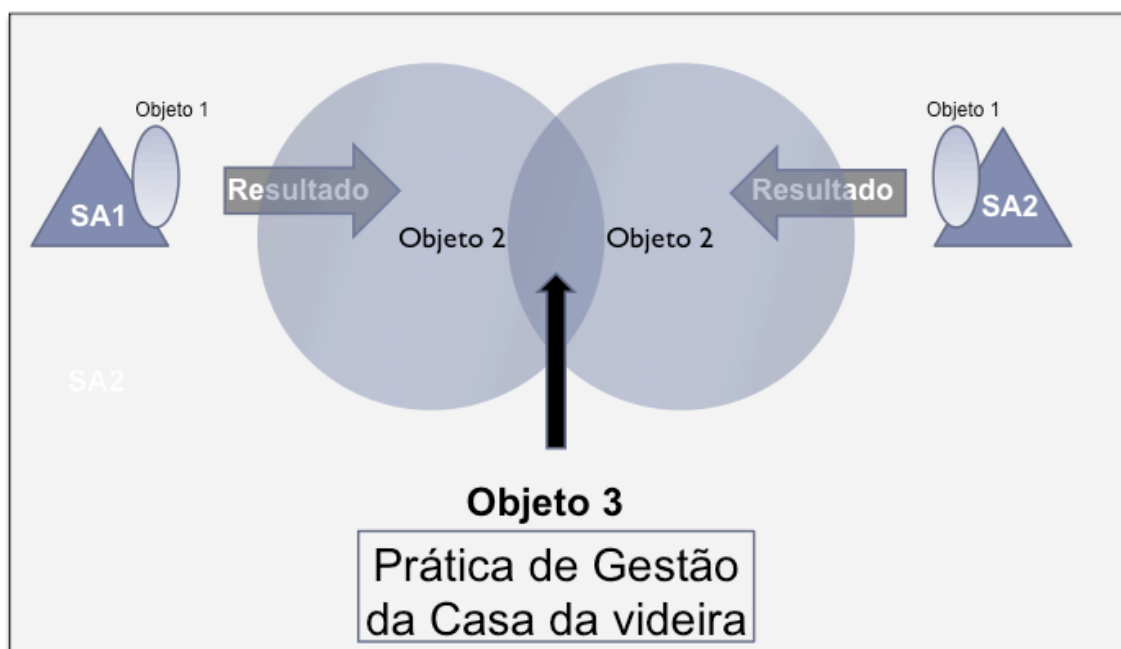 Objeto 1
Objeto 1
SA1
Resultado
Resultado
SA2
Objeto 2
Objeto 2
SA2
Objeto 3
Prática de Gestão
da Casa da videira